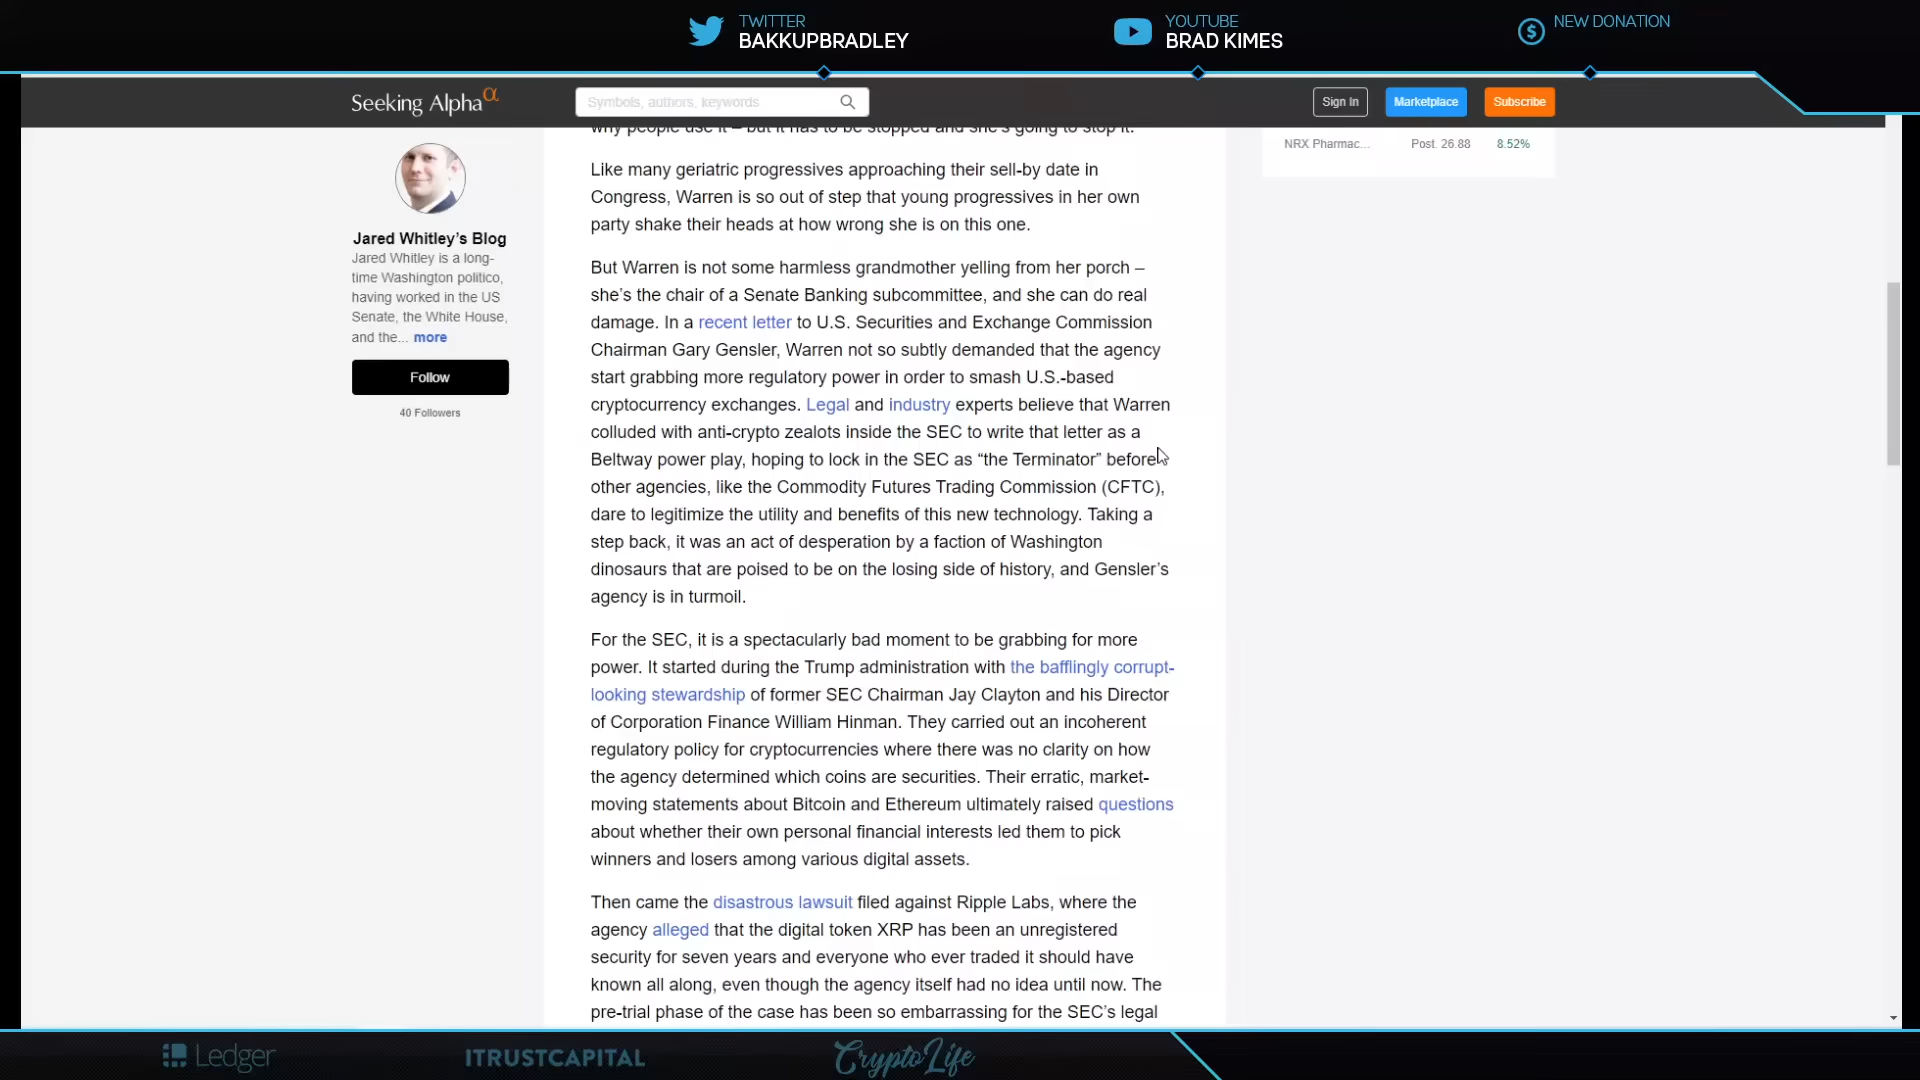 TWITTER
BAKKUPBRADLEY
YOUTUBE
BRAD KIMES
NEW DONATION
Seeking Alpha α
Symbols, authors, keywords
Sign In
Marketplace
Subscribe
why people use it – but it has to be stopped and she's going to stop it.
NRX Pharmac... Post. 26.88 8.52%
Jared Whitley's Blog
Jared Whitley is a long-
time Washington politico,
having worked in the US
Senate, the White House,
and the... more
Follow
40 Followers
Like many geriatric progressives approaching their sell-by date in
Congress, Warren is so out of step that young progressives in her own
party shake their heads at how wrong she is on this one.
But Warren is not some harmless grandmother yelling from her porch –
she's the chair of a Senate Banking subcommittee, and she can do real
damage. In a recent letter to U.S. Securities and Exchange Commission
Chairman Gary Gensler, Warren not so subtly demanded that the agency
start grabbing more regulatory power in order to smash U.S.-based
cryptocurrency exchanges. Legal and industry experts believe that Warren
colluded with anti-crypto zealots inside the SEC to write that letter as a
Beltway power play, hoping to lock in the SEC as “the Terminator” before
other agencies, like the Commodity Futures Trading Commission (CFTC),
dare to legitimize the utility and benefits of this new technology. Taking a
step back, it was an act of desperation by a faction of Washington
dinosaurs that are poised to be on the losing side of history, and Gensler's
agency is in turmoil.
For the SEC, it is a spectacularly bad moment to be grabbing for more
power. It started during the Trump administration with the bafflingly corrupt-
looking stewardship of former SEC Chairman Jay Clayton and his Director
of Corporation Finance William Hinman. They carried out an incoherent
regulatory policy for cryptocurrencies where there was no clarity on how
the agency determined which coins are securities. Their erratic, market-
moving statements about Bitcoin and Ethereum ultimately raised questions
about whether their own personal financial interests led them to pick
winners and losers among various digital assets.
Then came the disastrous lawsuit filed against Ripple Labs, where the
agency alleged that the digital token XRP has been an unregistered
security for seven years and everyone who ever traded it should have
known all along, even though the agency itself had no idea until now. The
pre-trial phase of the case has been so embarrassing for the SEC's legal
Ledger
ITRUSTCAPITAL
CryptoLife